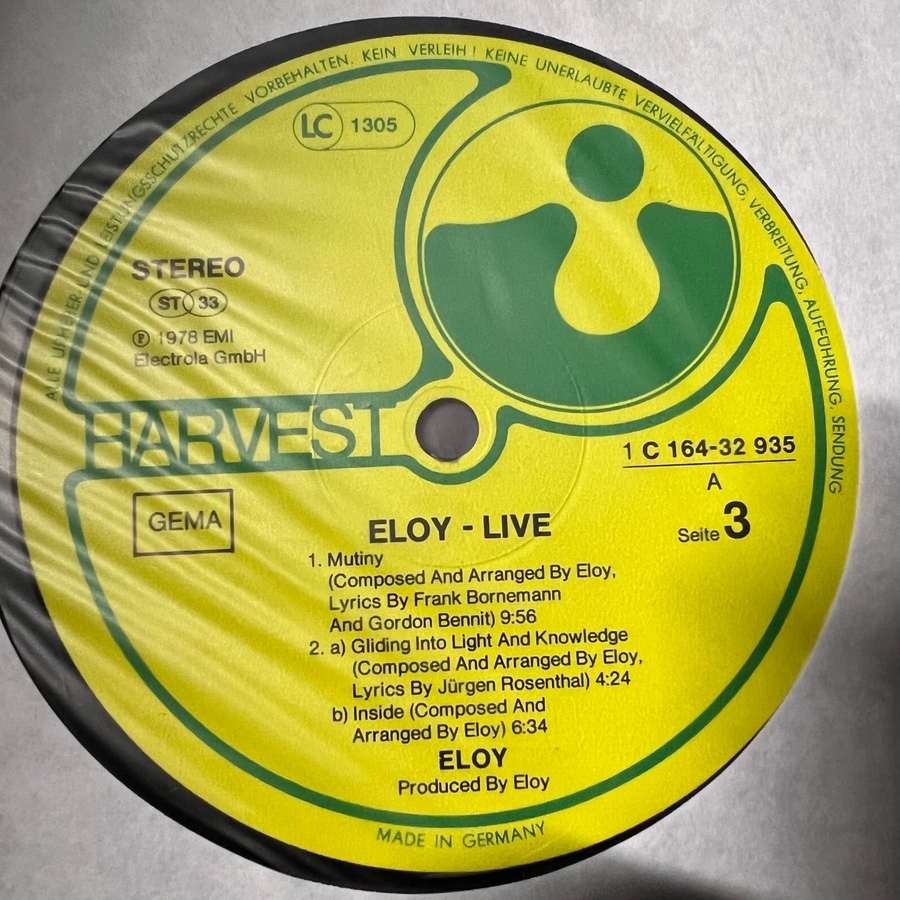 ALLE URHEBER UND LEISTUNGSSCHUTZRECHTE VORBEHALTEN. KEIN VERLEIH! KEINE UNERLAUBTE VERVIELFÄLTIGUNG, VERBREITUNG, AUFFÜHRUNG, SENDUNG
LC 1305
STEREO
ST 33
℗ 1978 EMI
Electrola GmbH
HARVEST
1 C 164-32 935
A
Seite 3
GEMA
ELOY - LIVE
1. Mutiny
(Composed And Arranged By Eloy,
Lyrics By Frank Bornemann
And Gordon Bennit) 9:56
2. a) Gliding Into Light And Knowledge
(Composed And Arranged By Eloy,
Lyrics By Jürgen Rosenthal) 4:24
b) Inside (Composed And
Arranged By Eloy) 6:34
ELOY
Produced By Eloy
MADE IN GERMANY